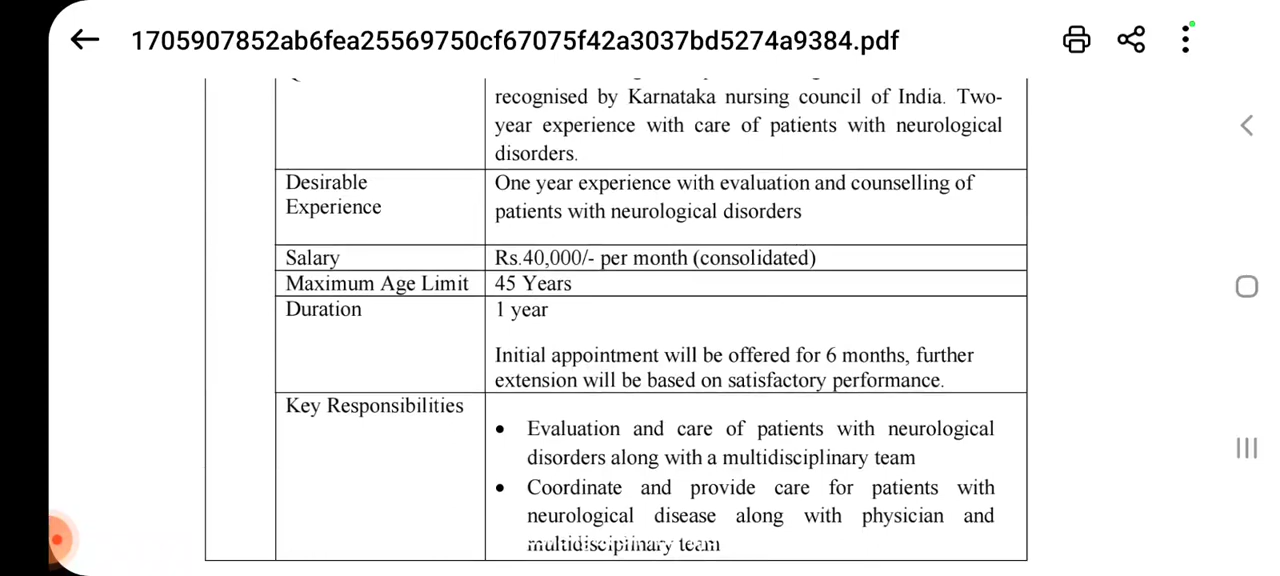 1705907852ab6fea25569750cf67075f42a3037bd5274a9384.pdf
recognised by Karnataka nursing council of India. Two-
year experience with care of patients with neurological
disorders.
Desirable
Experience
One year experience with evaluation and counselling of
patients with neurological disorders
Salary
Rs.40,000/- per month (consolidated)
Maximum Age Limit
45 Years
Duration
1 year
Initial appointment will be offered for 6 months, further
extension will be based on satisfactory performance.
Key Responsibilities
• Evaluation and care of patients with neurological
disorders along with a multidisciplinary team
• Coordinate and provide care for patients with
neurological disease along with physician and
multidisciplinary team